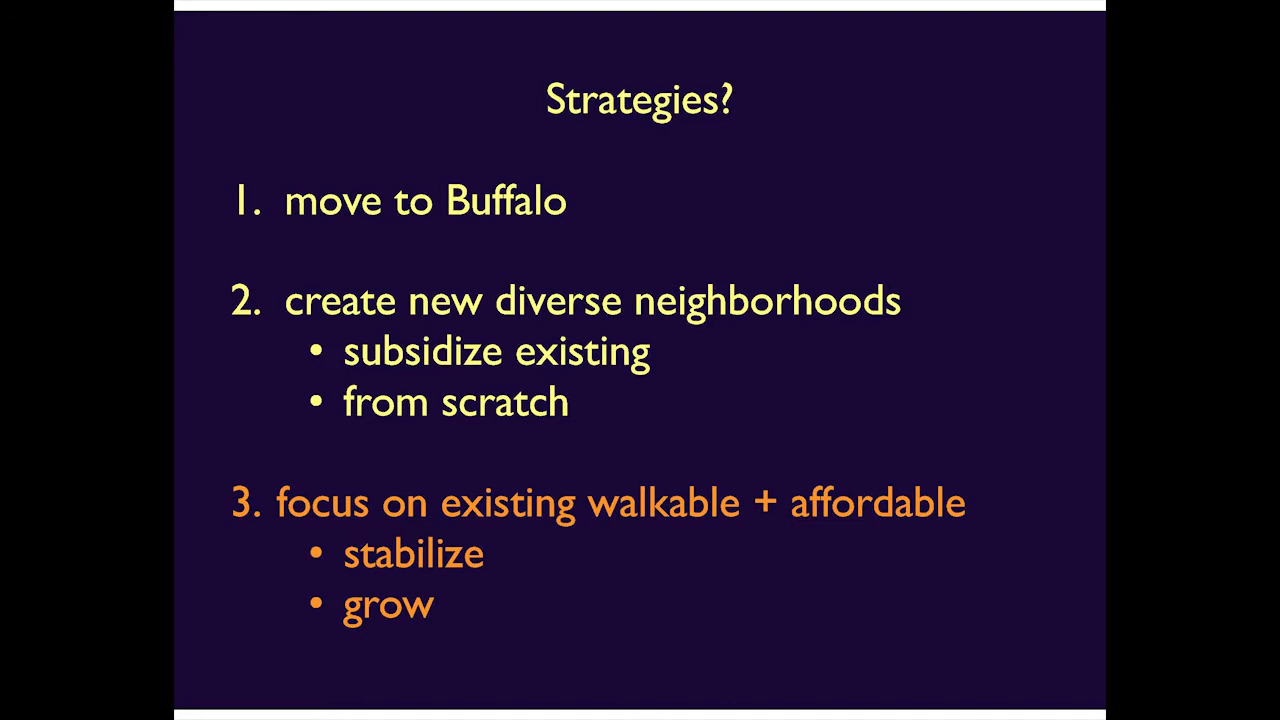 Strategies?
1. move to Buffalo
2. create new diverse neighborhoods
• subsidize existing
• from scratch
3. focus on existing walkable + affordable
• stabilize
• grow